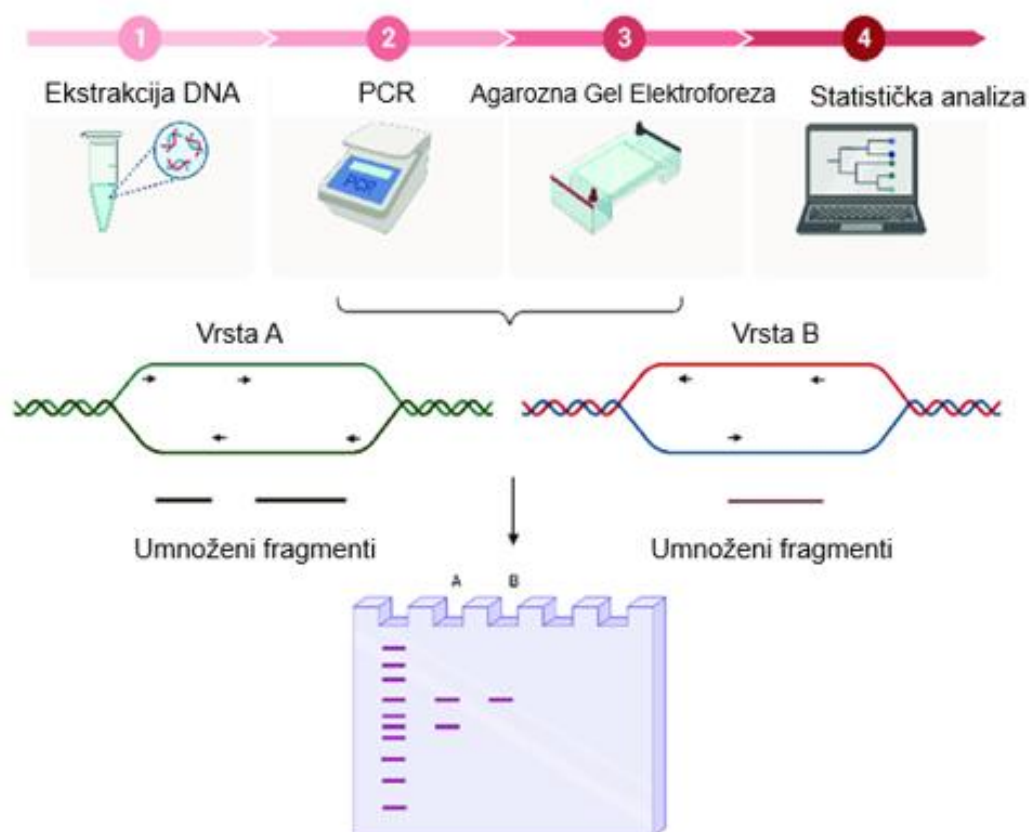 1 2 3 4
Ekstrakcija DNA PCR Agarozna Gel Elektroforeza Statistička analiza
PCR
Vrsta A Vrsta B
Umnoženi fragmenti Umnoženi fragmenti
A B